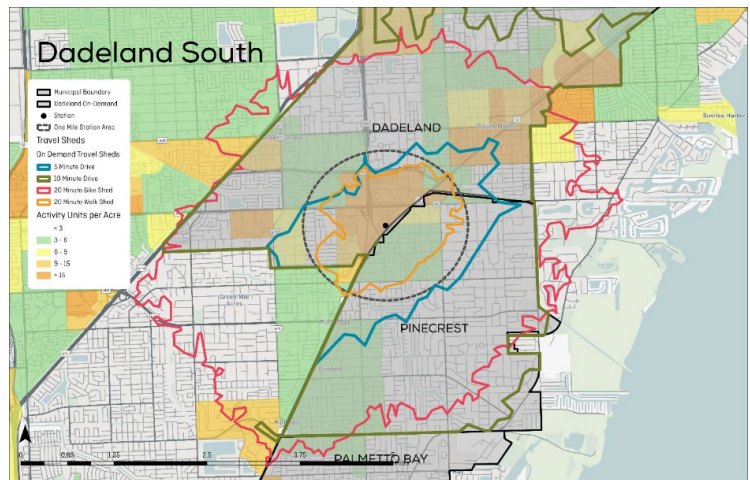 Dadeland South
Municipal Boundary
Dadeland On-Demand
Station
One Mile Station Area
Travel Sheds
On Demand Travel Sheds
5 Minute Drive
10 Minute Drive
20 Minute Bike Shed
20 Minute Walk Shed
Activity Units per Acre
< 3
3 - 6
6 - 9
9 - 15
> 15
DADELAND
Sunrise Harbor
PINECREST
PALMETTO BAY
0
0.63
1.25
2.5
3.75